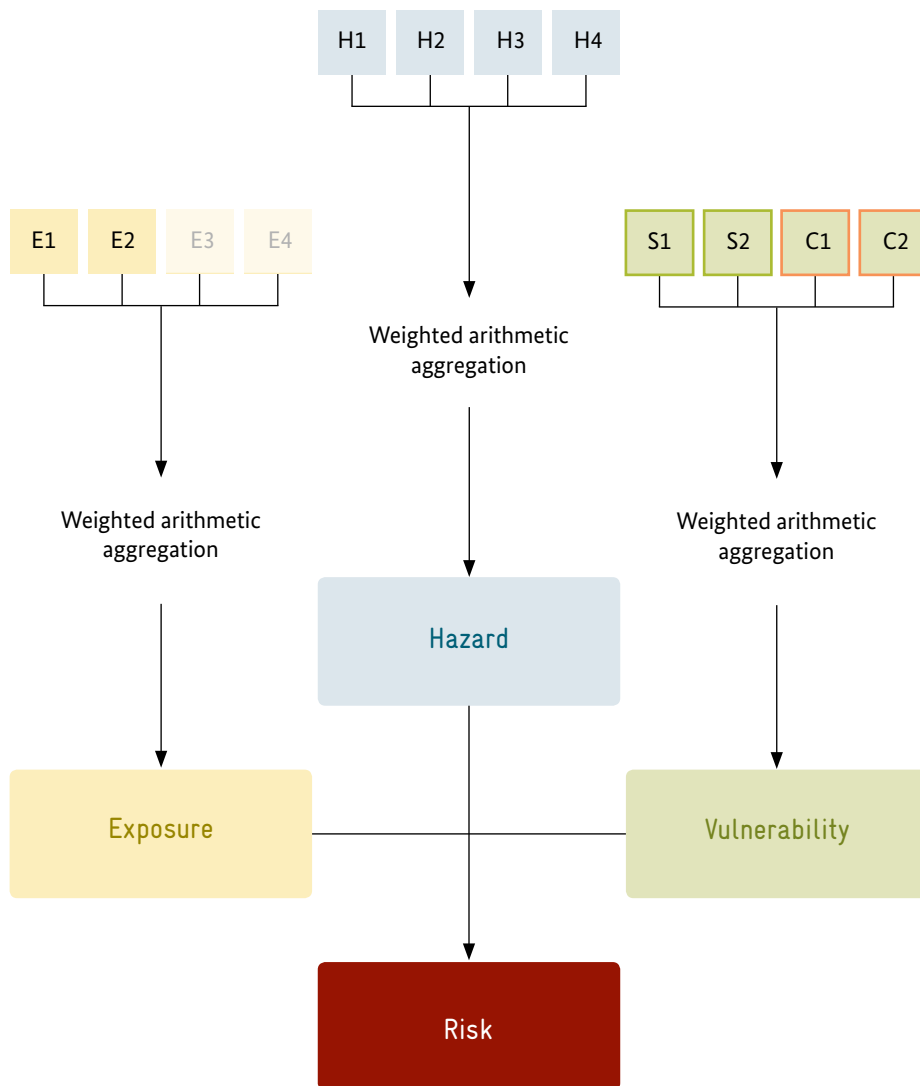 H1 H2 H3 H4
E1 E2 E3 E4
S1 S2 C1 C2
Weighted arithmetic
aggregation
Weighted arithmetic
aggregation
Weighted arithmetic
aggregation
Hazard
Exposure
Vulnerability
Risk